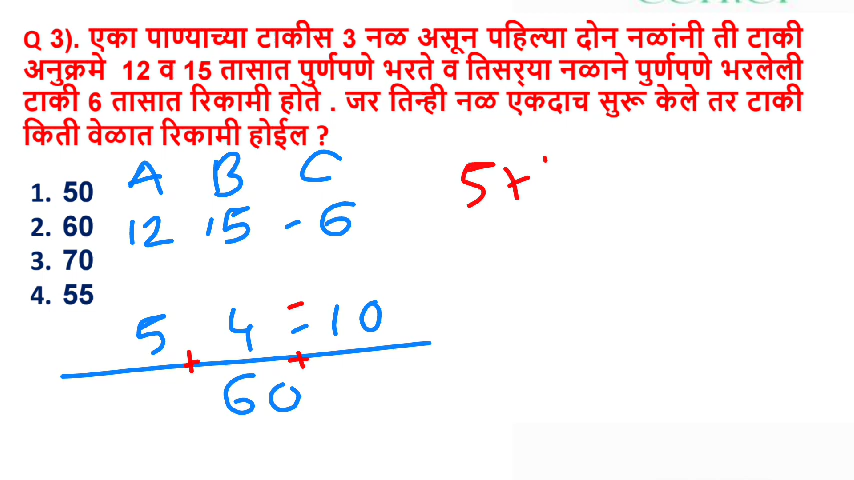 Q 3). एका पाण्याच्या टाकीस 3 नळ असून पहिल्या दोन नळांनी ती टाकी
अनुक्रमे 12 व 15 तासात पुर्णपणे भरते व तिसऱ्या नळाने पुर्णपणे भरलेली
टाकी 6 तासात रिकामी होते . जर तिन्ही नळ एकदाच सुरू केले तर टाकी
किती वेळात रिकामी होईल ?
A B C
5+
1. 50
12 15 - 6
2. 60
3. 70
4. 55
5 4 = 10
+ +
60